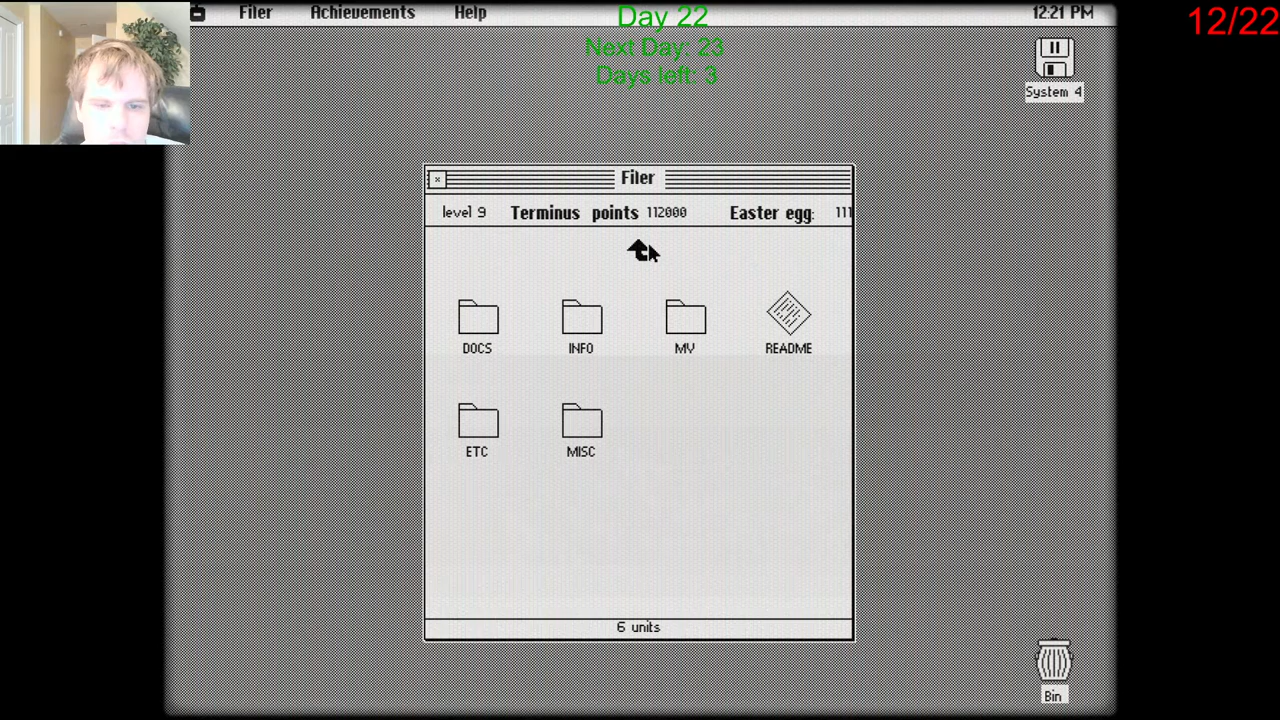 Filer Achievements Help
Day 22
12:21 PM
12/22
Next Day: 23
Days left: 3
System 4
Filer
level 9 Terminus points 112000 Easter egg: 111
DOCS INFO MY README
ETC MISC
6 units
Bin